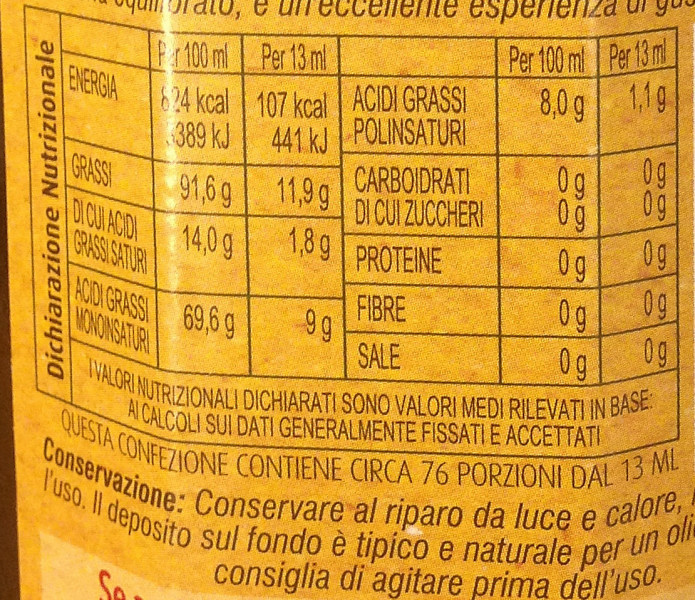 e un'eccellente esperienza di
Dichiarazione Nutrizionale
Per 100 ml Per 13 ml
ENERGIA 824 kcal 107 kcal
3389 kJ 441 kJ
GRASSI 91,6 g 11,9 g
DI CUI ACIDI
GRASSI SATURI 14,0 g 1,8 g
ACIDI GRASSI
MONOINSATURI 69,6 g 9 g
Per 100 ml Per 13 ml
ACIDI GRASSI 8,0 g 1,1 g
POLINSATURI
CARBOIDRATI 0 g 0 g
DI CUI ZUCCHERI 0 g 0 g
PROTEINE 0 g 0 g
FIBRE 0 g 0 g
SALE 0 g 0 g
I VALORI NUTRIZIONALI DICHIARATI SONO VALORI MEDI RILEVATI IN BASE:
AI CALCOLI SUI DATI GENERALMENTE FISSATI E ACCETTATI
QUESTA CONFEZIONE CONTIENE CIRCA 76 PORZIONI DAL 13 ML
Conservazione: Conservare al riparo da luce e calore,
l'uso. Il deposito sul fondo è tipico e naturale per un
consiglia di agitare prima dell'uso.